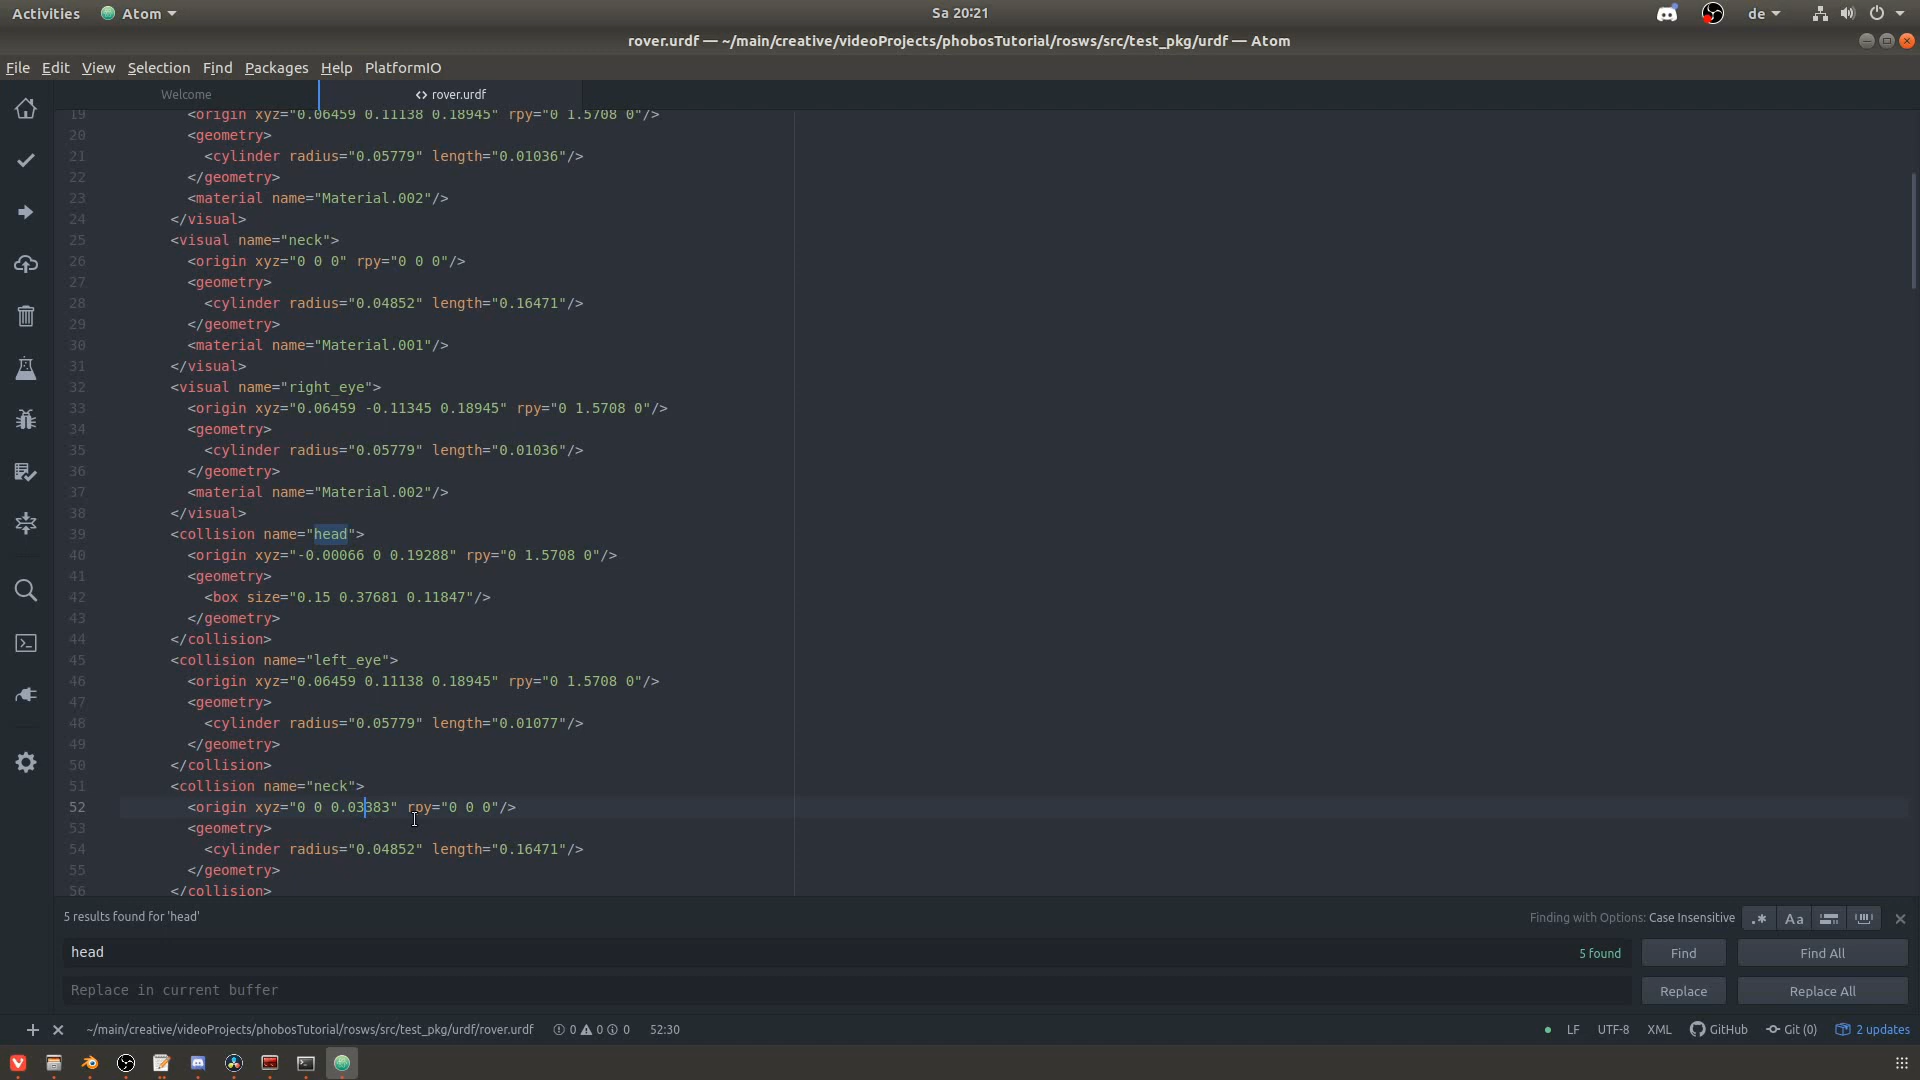 Activities Atom Sa 20:21 de
rover.urdf — ~/main/creative/videoProjects/phobosTutorial/rosws/src/test_pkg/urdf — Atom
File Edit View Selection Find Packages Help PlatformIO
Welcome <> rover.urdf
19 <origin xyz="0.06459 0.11138 0.18945" rpy="0 1.5708 0"/>
20 <geometry>
21 <cylinder radius="0.05779" length="0.01036"/>
22 </geometry>
23 <material name="Material.002"/>
24 </visual>
25 <visual name="neck">
26 <origin xyz="0 0 0" rpy="0 0 0"/>
27 <geometry>
28 <cylinder radius="0.04852" length="0.16471"/>
29 </geometry>
30 <material name="Material.001"/>
31 </visual>
32 <visual name="right_eye">
33 <origin xyz="0.06459 -0.11345 0.18945" rpy="0 1.5708 0"/>
34 <geometry>
35 <cylinder radius="0.05779" length="0.01036"/>
36 </geometry>
37 <material name="Material.002"/>
38 </visual>
39 <collision name="head">
40 <origin xyz="-0.00066 0 0.19288" rpy="0 1.5708 0"/>
41 <geometry>
42 <box size="0.15 0.37681 0.11847"/>
43 </geometry>
44 </collision>
45 <collision name="left_eye">
46 <origin xyz="0.06459 0.11138 0.18945" rpy="0 1.5708 0"/>
47 <geometry>
48 <cylinder radius="0.05779" length="0.01077"/>
49 </geometry>
50 </collision>
51 <collision name="neck">
52 <origin xyz="0 0 0.03383" rpy="0 0 0"/>
53 <geometry>
54 <cylinder radius="0.04852" length="0.16471"/>
55 </geometry>
56 </collision>
5 results found for 'head' Finding with Options: Case Insensitive .* Aa
head 5 found Find Find All
Replace in current buffer Replace Replace All
~/main/creative/videoProjects/phobosTutorial/rosws/src/test_pkg/urdf/rover.urdf 0 0 0 52:30 LF UTF-8 XML GitHub Git (0) 2 updates